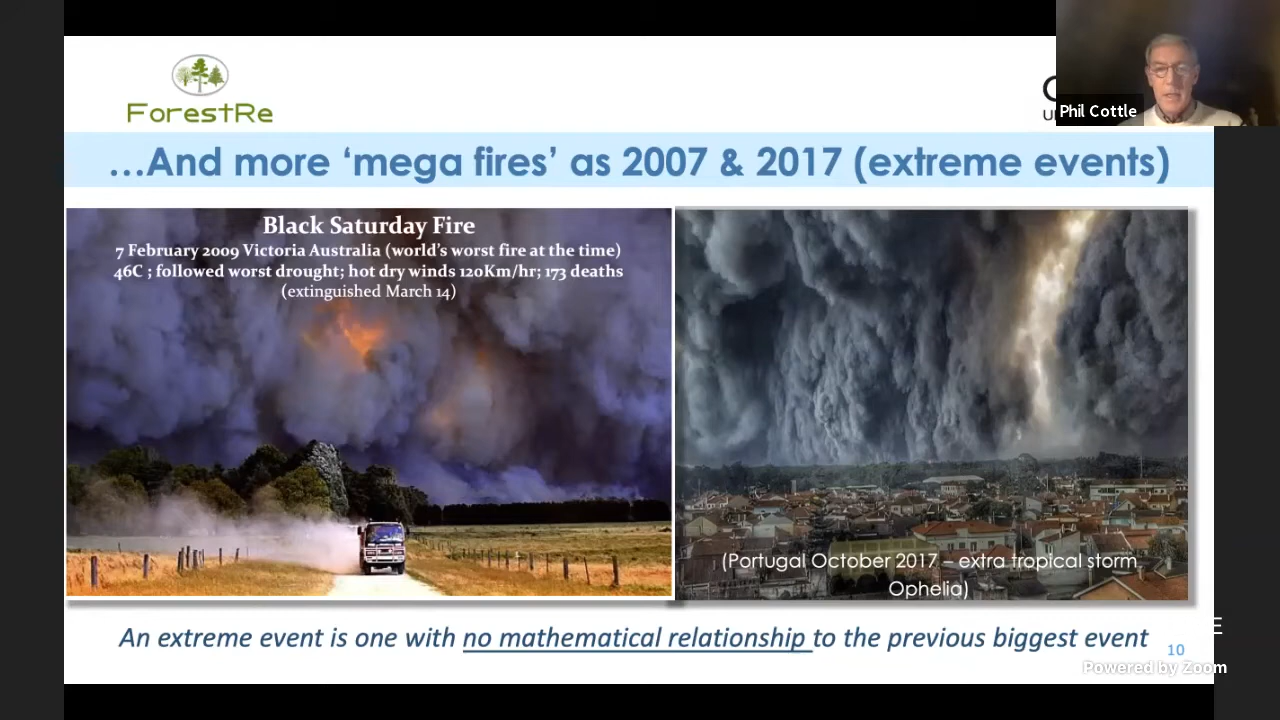 ForestRe
Phil Cottle
…And more ‘mega fires’ as 2007 & 2017 (extreme events)
Black Saturday Fire
7 February 2009 Victoria Australia (world’s worst fire at the time)
46C ; followed worst drought; hot dry winds 120Km/hr; 173 deaths
(extinguished March 14)
(Portugal October 2017 – extra tropical storm
Ophelia)
An extreme event is one with no mathematical relationship to the previous biggest event
10
Powered by Zoom